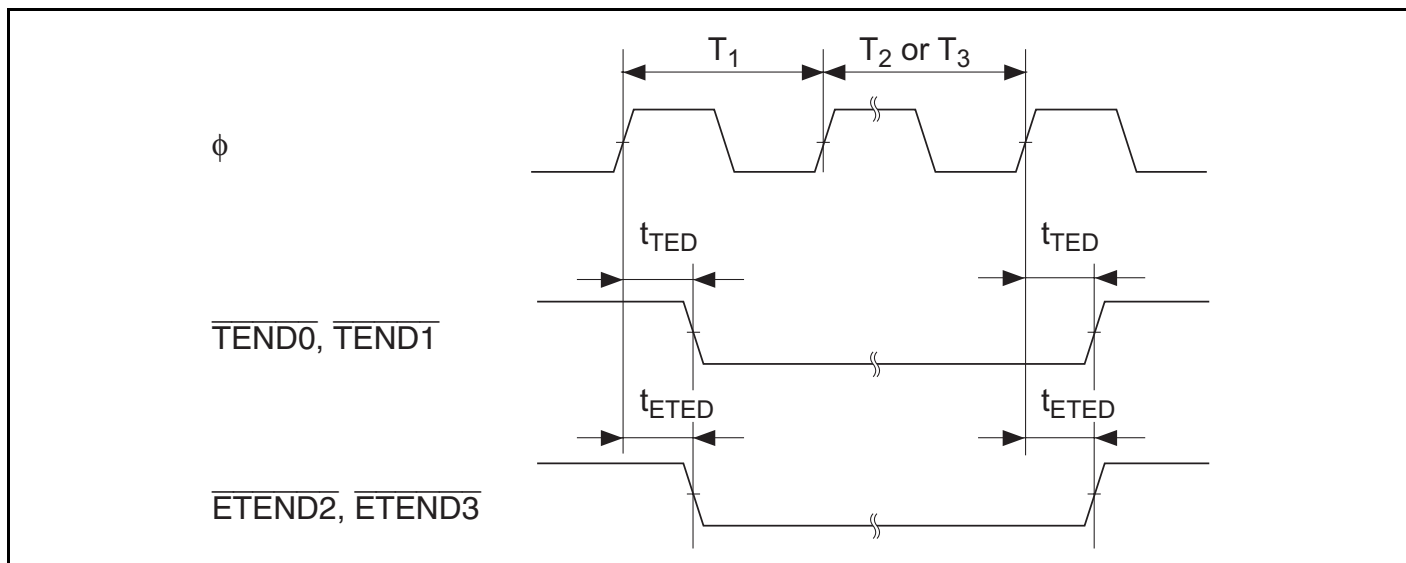 T1 T2 or T3
ϕ
tTED tTED
TEND0, TEND1
tETED tETED
ETEND2, ETEND3